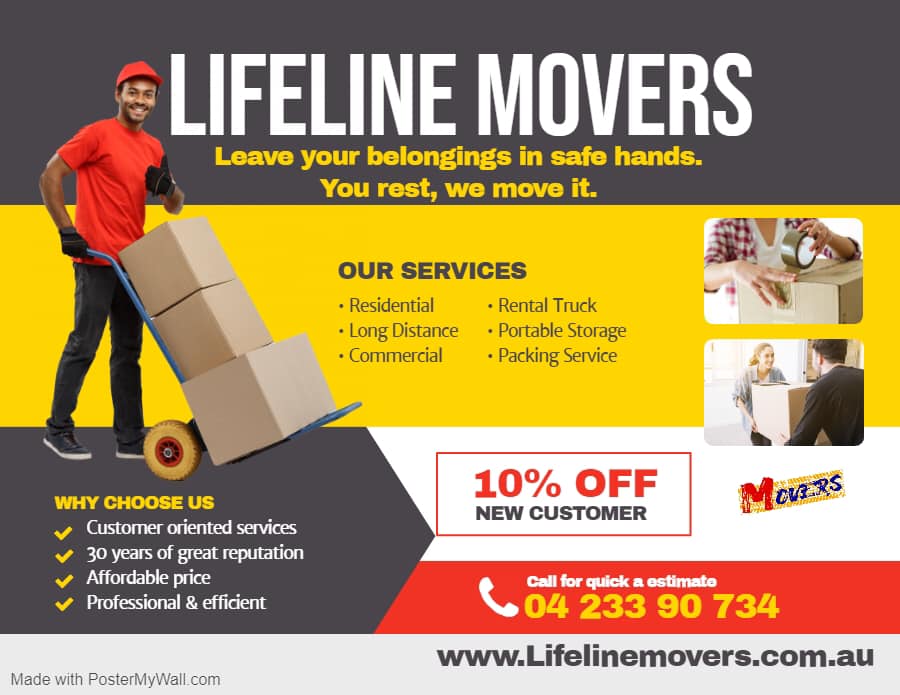 LIFELINE MOVERS
Leave your belongings in safe hands.
You rest, we move it.
OUR SERVICES
• Residential
• Long Distance
• Commercial
• Rental Truck
• Portable Storage
• Packing Service
WHY CHOOSE US
Customer oriented services
30 years of great reputation
Affordable price
Professional & efficient
10% OFF
NEW CUSTOMER
MOVERS
Call for quick a estimate
04 233 90 734
www.Lifelinemovers.com.au
Made with PosterMyWall.com